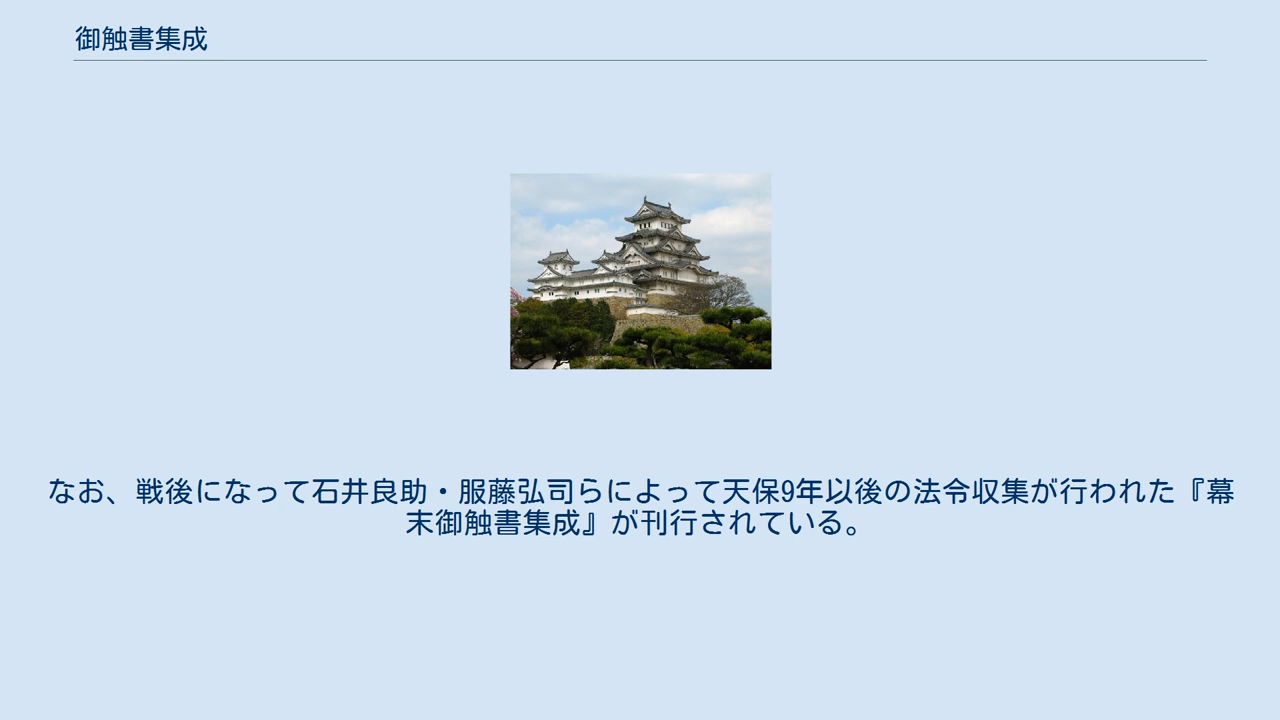 御触書集成
なお、戦後になって石井良助・服藤弘司らによって天保9年以後の法令収集が行われた『幕
末御触書集成』が刊行されている。